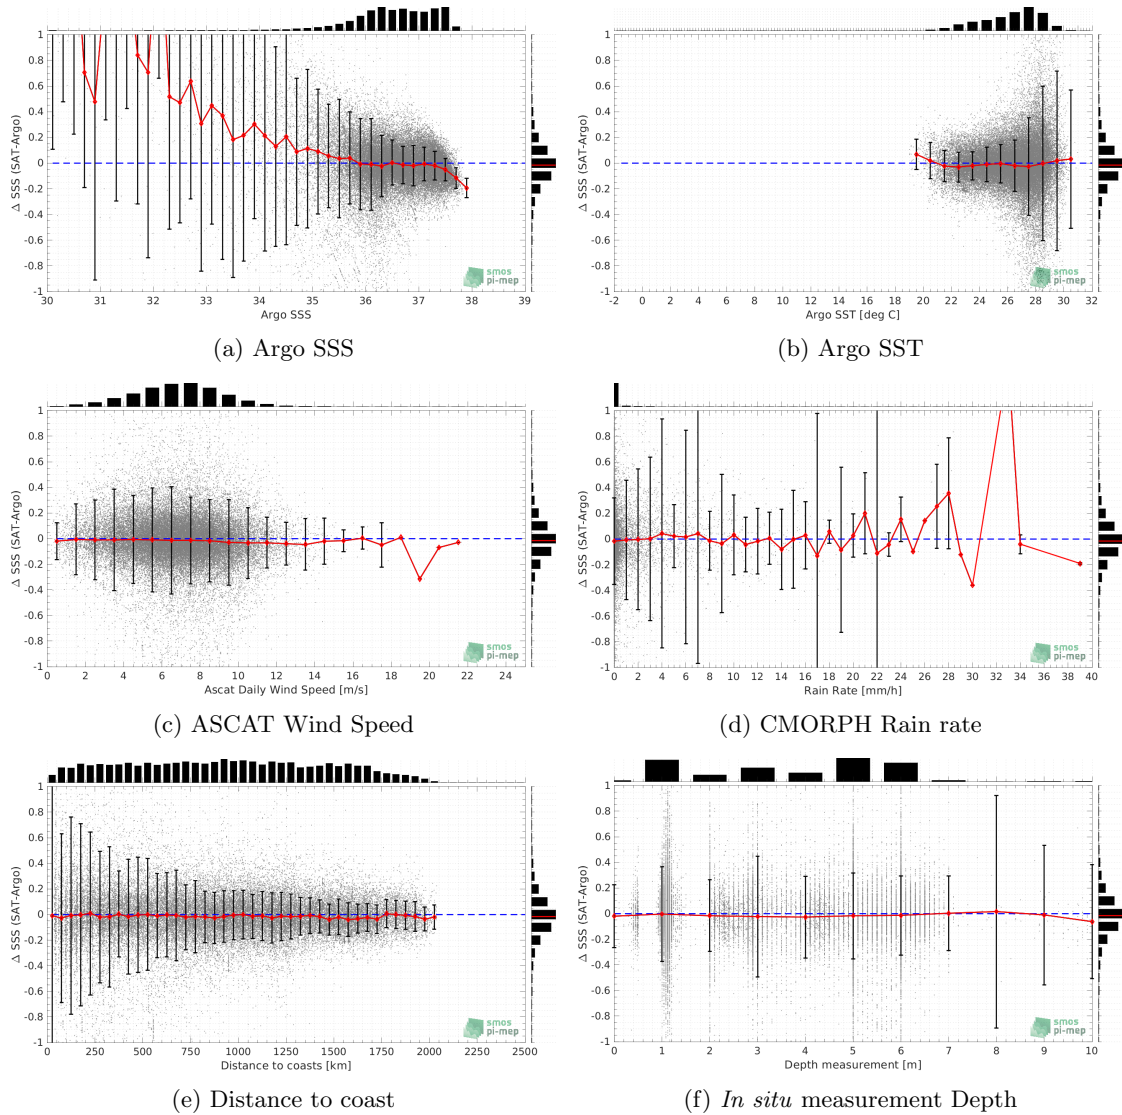 1
0.8
0.6
0.4
0.2
0
-0.2
-0.4
-0.6
-0.8
-1
Δ SSS (SAT-Argo)
30 31 32 33 34 35 36 37 38 39
Argo SSS
smos
pi-mep
(a) Argo SSS
1
0.8
0.6
0.4
0.2
0
-0.2
-0.4
-0.6
-0.8
-1
Δ SSS (SAT-Argo)
-2 0 2 4 6 8 10 12 14 16 18 20 22 24 26 28 30 32
Argo SST [deg C]
smos
pi-mep
(b) Argo SST
1
0.8
0.6
0.4
0.2
0
-0.2
-0.4
-0.6
-0.8
-1
Δ SSS (SAT-Argo)
0 2 4 6 8 10 12 14 16 18 20 22 24
Ascat Daily Wind Speed [m/s]
smos
pi-mep
(c) ASCAT Wind Speed
1
0.8
0.6
0.4
0.2
0
-0.2
-0.4
-0.6
-0.8
-1
Δ SSS (SAT-Argo)
0 2 4 6 8 10 12 14 16 18 20 22 24 26 28 30 32 34 36 38 40
Rain Rate [mm/h]
smos
pi-mep
(d) CMORPH Rain rate
1
0.8
0.6
0.4
0.2
0
-0.2
-0.4
-0.6
-0.8
-1
Δ SSS (SAT-Argo)
0 250 500 750 1000 1250 1500 1750 2000 2250 2500
Distance to coasts [km]
smos
pi-mep
(e) Distance to coast
1
0.8
0.6
0.4
0.2
0
-0.2
-0.4
-0.6
-0.8
-1
Δ SSS (SAT-Argo)
0 1 2 3 4 5 6 7 8 9 10
Depth measurement [m]
smos
pi-mep
(f) In situ measurement Depth